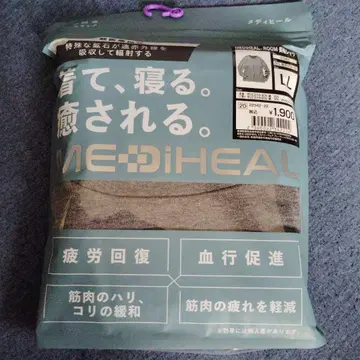 メディヒール
特殊な鉱石が遠赤外線を
吸収して輻射する
着て、寝る。
癒される。
MEDiHEAL
LL
税込 ¥1,900
疲労回復
血行促進
筋肉のハリ、
コリの緩和
筋肉の疲れを軽減